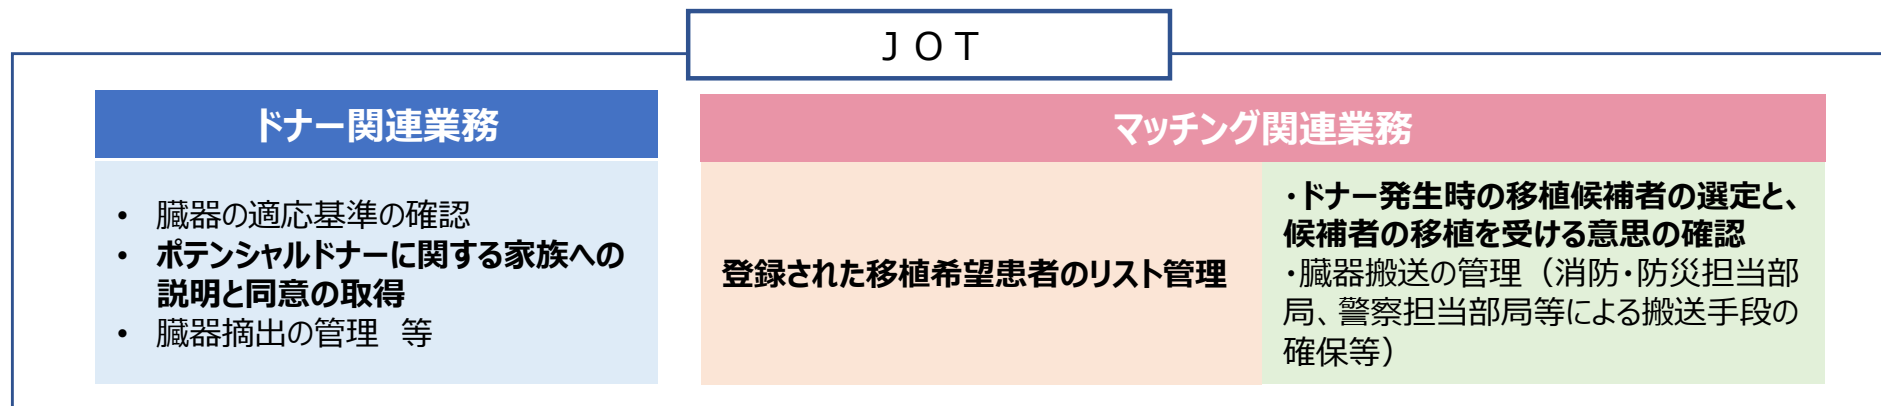 ＪＯＴ
ドナー関連業務
• 臓器の適応基準の確認
• ポテンシャルドナーに関する家族への
説明と同意の取得
• 臓器摘出の管理　等
マッチング関連業務
登録された移植希望患者のリスト管理
・ドナー発生時の移植候補者の選定と、
候補者の移植を受ける意思の確認
・臓器搬送の管理（消防・防災担当部
局、警察担当部局等による搬送手段の
確保等）